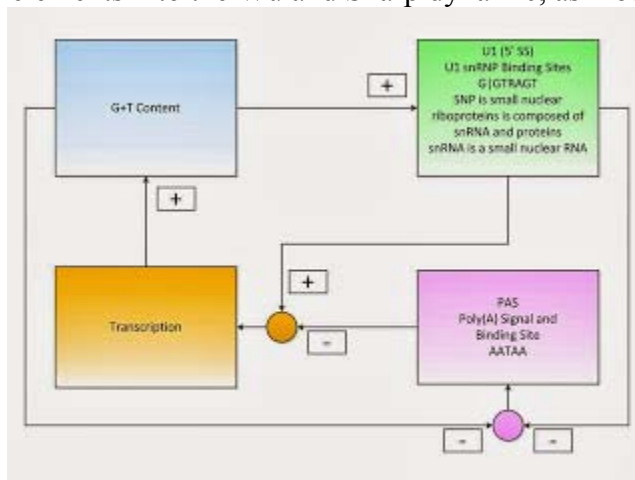 G+T Content
+
U1 (5' SS)
U1 snRNP Binding Sites
G|GTRAGT
SNP is small nuclear
riboproteins is composed of
snRNA and proteins
snRNA is a small nuclear RNA
+
+
Transcription
-
PAS
Poly(A) Signal and
Binding Site
AATAA
-
-